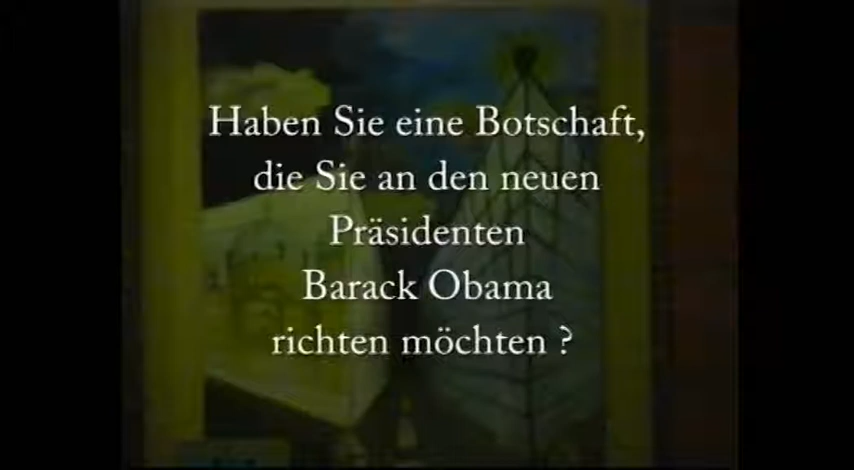 Haben Sie eine Botschaft,
die Sie an den neuen
Präsidenten
Barack Obama
richten möchten ?